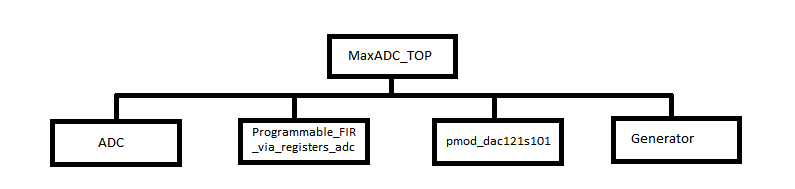 MaxADC_TOP
ADC
Programmable_FIR
_via_registers_adc
pmod_dac121s101
Generator